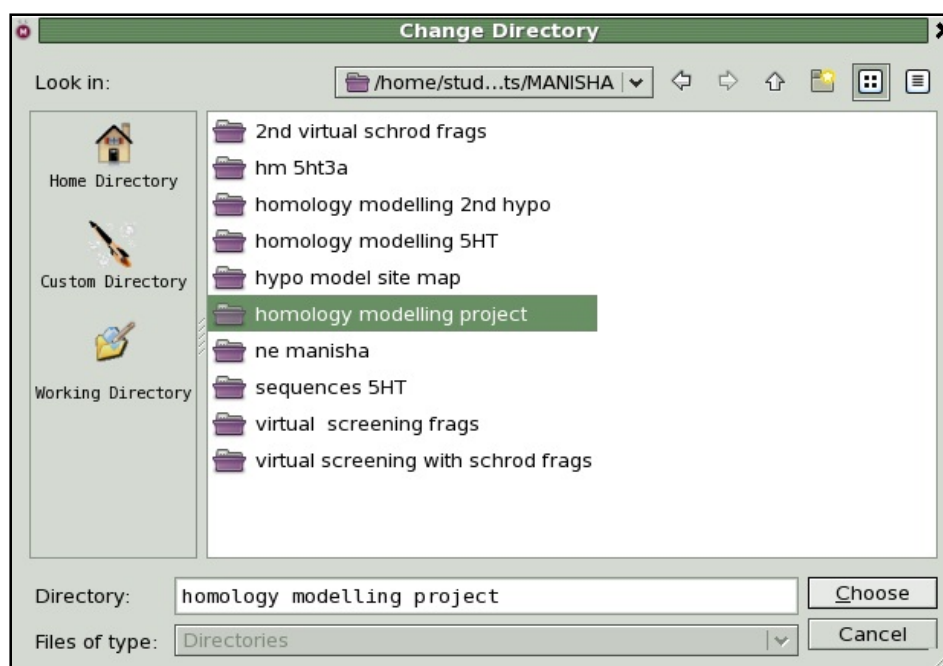 Change Directory
Look in:
/home/stud...ts/MANISHA
Home Directory
Custom Directory
Working Directory
2nd virtual schrod frags
hm 5ht3a
homology modelling 2nd hypo
homology modelling 5HT
hypo model site map
homology modelling project
ne manisha
sequences 5HT
virtual  screening frags
virtual screening with schrod frags
Directory:
homology modelling project
Choose
Files of type:
Directories
Cancel